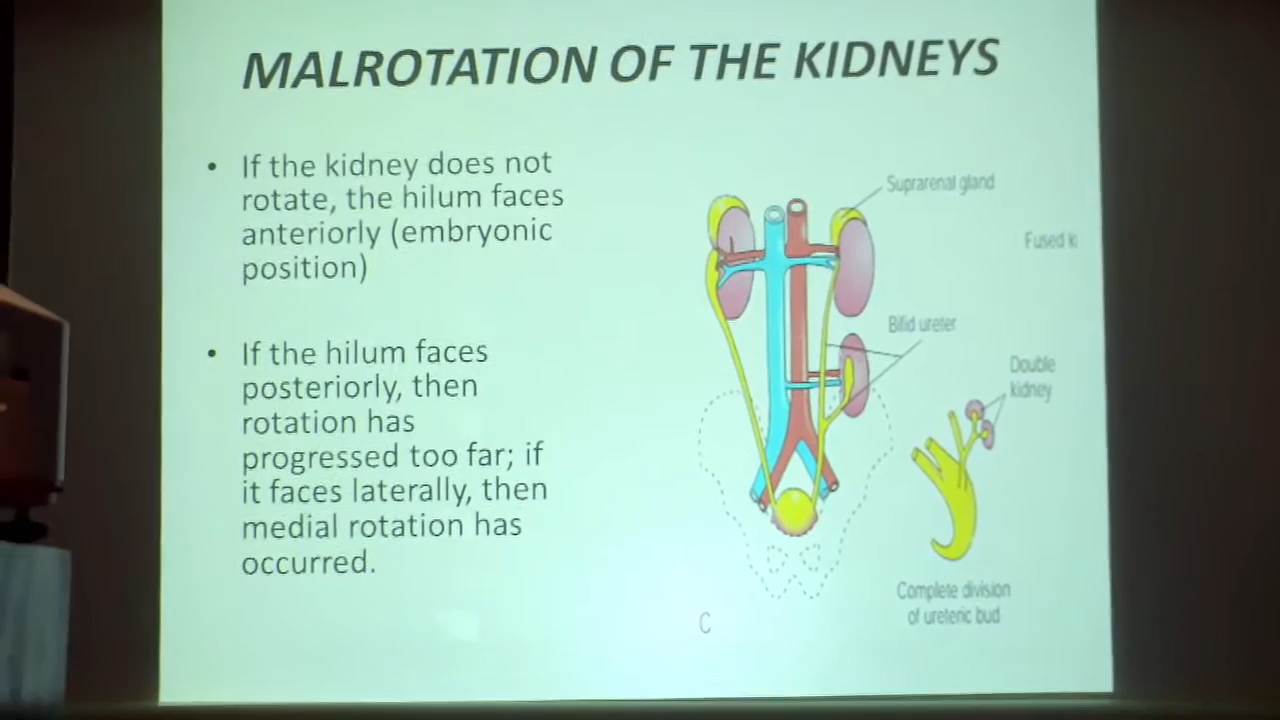 MALROTATION OF THE KIDNEYS
• If the kidney does not
rotate, the hilum faces
anteriorly (embryonic
position)
• If the hilum faces
posteriorly, then
rotation has
progressed too far; if
it faces laterally, then
medial rotation has
occurred.
Suprarenal gland
Fused k
Bifid ureter
Double
kidney
Complete division
of ureteric bud
C